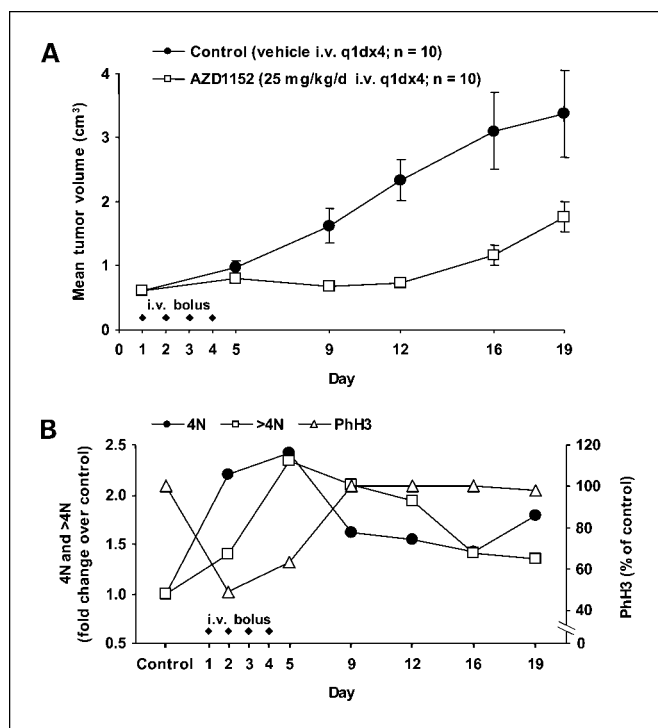 A
Control (vehicle i.v. q1dx4; n = 10)
AZD1152 (25 mg/kg/d i.v. q1dx4; n = 10)
Mean tumor volume (cm³)
4
3
2
1
0
i.v. bolus
0 1 2 3 4 5 9 12 16 19
Day
B
4N >4N PhH3
4N and >4N
(fold change over control)
2.5
2.0
1.5
1.0
0.5
120
100
80
60
40
0
PhH3 (% of control)
i.v. bolus
Control 1 2 3 4 5 9 12 16 19
Day